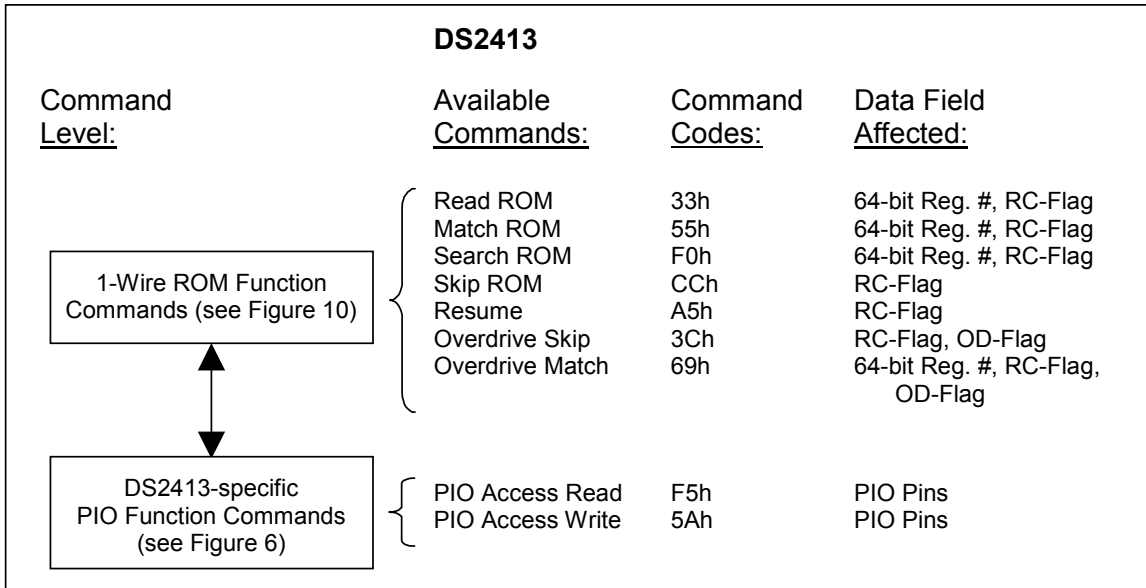 DS2413
Command Level:
Available Commands:
Command Codes:
Data Field Affected:
1-Wire ROM Function
Commands (see Figure 10)
Read ROM 33h 64-bit Reg. #, RC-Flag
Match ROM 55h 64-bit Reg. #, RC-Flag
Search ROM F0h 64-bit Reg. #, RC-Flag
Skip ROM CCh RC-Flag
Resume A5h RC-Flag
Overdrive Skip 3Ch RC-Flag, OD-Flag
Overdrive Match 69h 64-bit Reg. #, RC-Flag,
OD-Flag
DS2413-specific
PIO Function Commands
(see Figure 6)
PIO Access Read F5h PIO Pins
PIO Access Write 5Ah PIO Pins